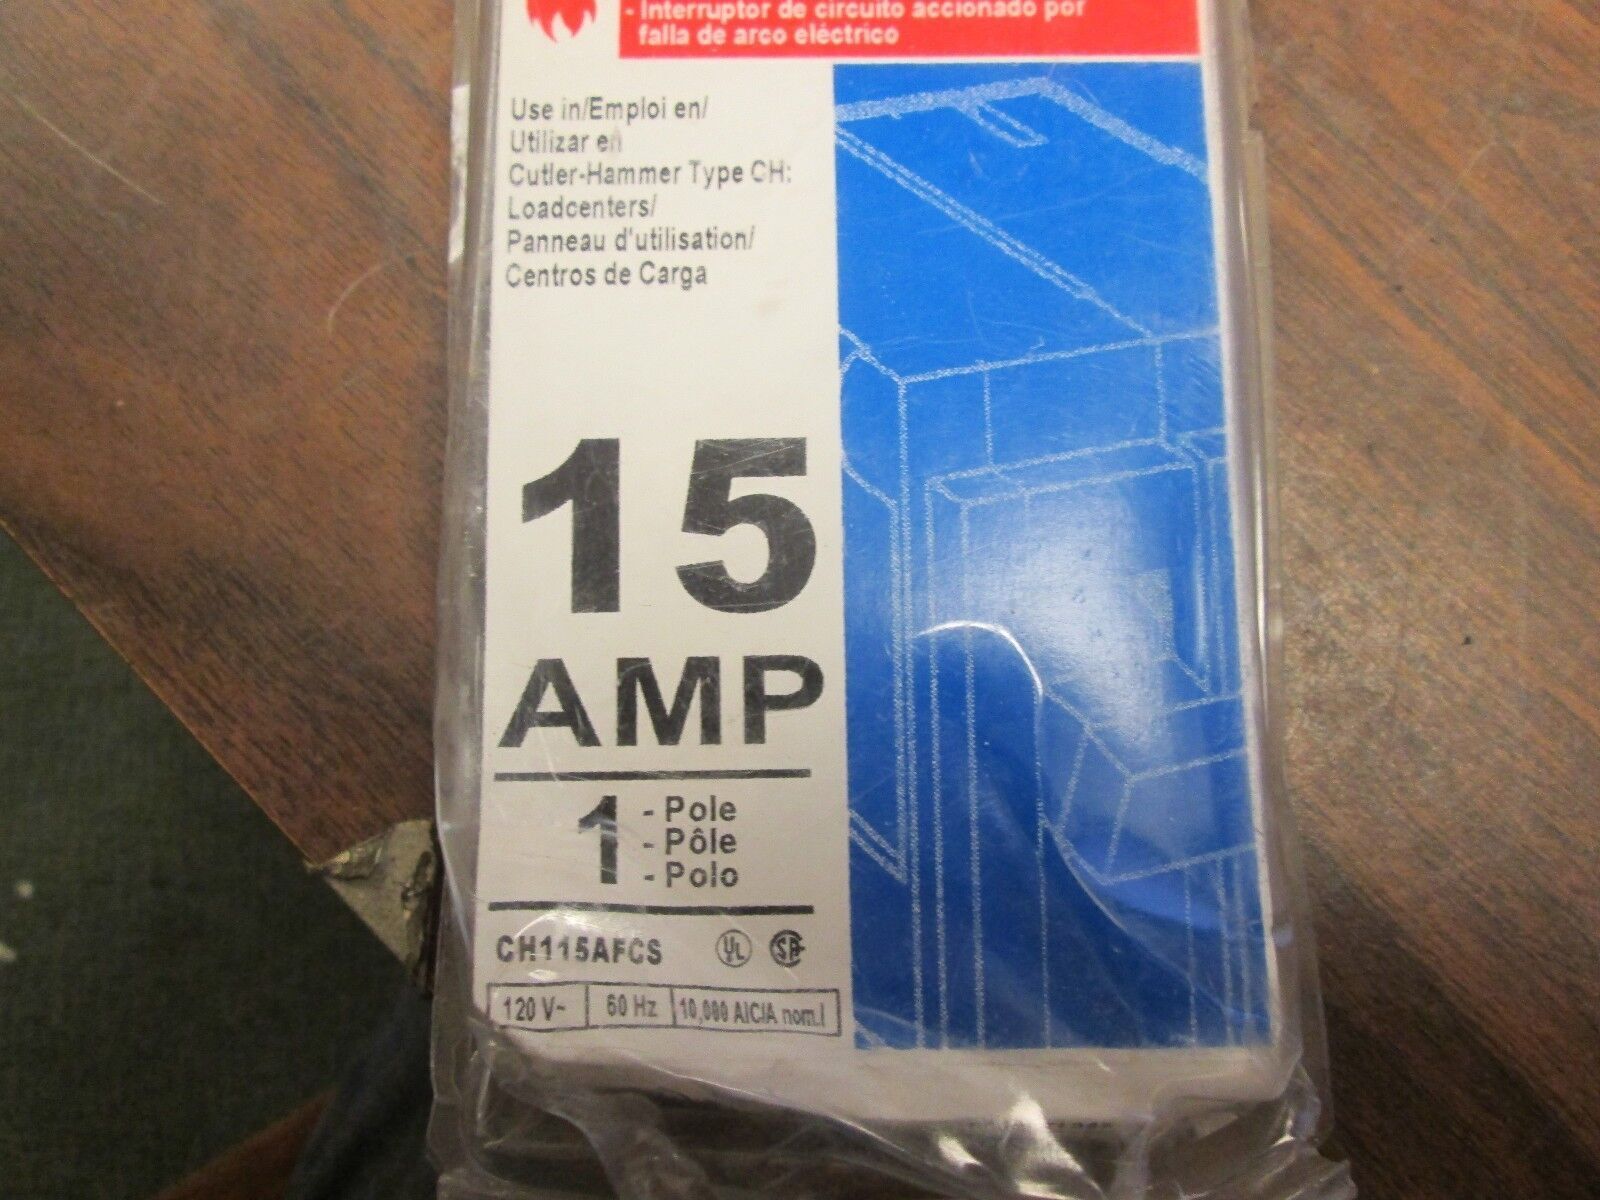 - Interruptor de circuito accionado por
falla de arco eléctrico
Use in/Emploi en/
Utilizar en
Cutler-Hammer Type CH:
Loadcenters/
Panneau d'utilisation/
Centros de Carga
15
AMP
1 - Pole
- Pôle
- Polo
CH115AFCS UL SA
120 V~ 60 Hz 10,000 AIC/A nom.I